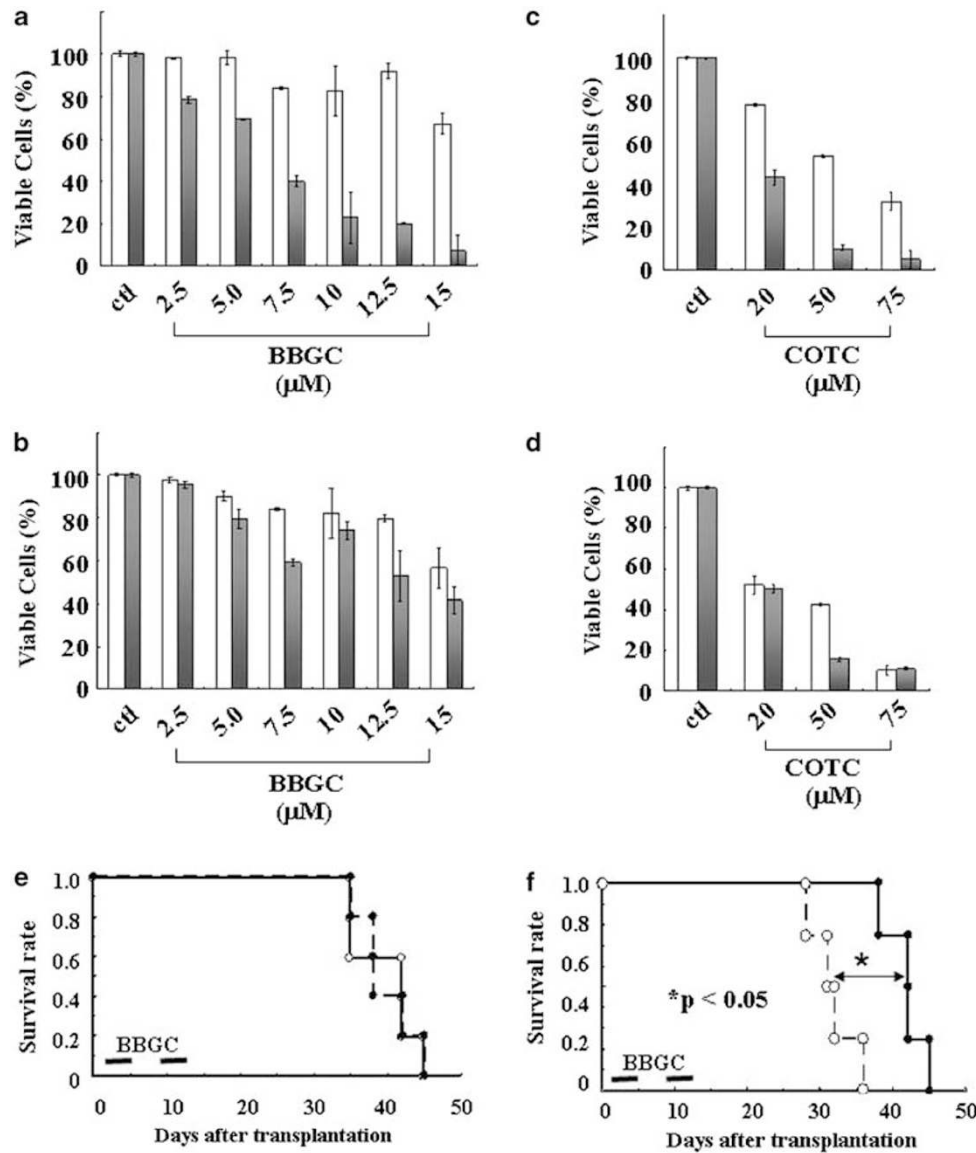 a
Viable Cells (%)
100
80
60
40
20
0
ctl 2.5 5.0 7.5 10 12.5 15
BBGC
(μM)
c
Viable Cells (%)
100
80
60
40
20
0
ctl 20 50 75
COTC
(μM)
b
Viable Cells (%)
100
80
60
40
20
0
ctl 2.5 5.0 7.5 10 12.5 15
BBGC
(μM)
d
Viable Cells (%)
100
80
60
40
20
0
ctl 20 50 75
COTC
(μM)
e
Survival rate
1.0
0.8
0.6
0.4
0.2
0
BBGC
0 10 20 30 40 50
Days after transplantation
f
Survival rate
1.0
0.8
0.6
0.4
0.2
0
*
*p < 0.05
BBGC
0 10 20 30 40 50
Days after transplantation